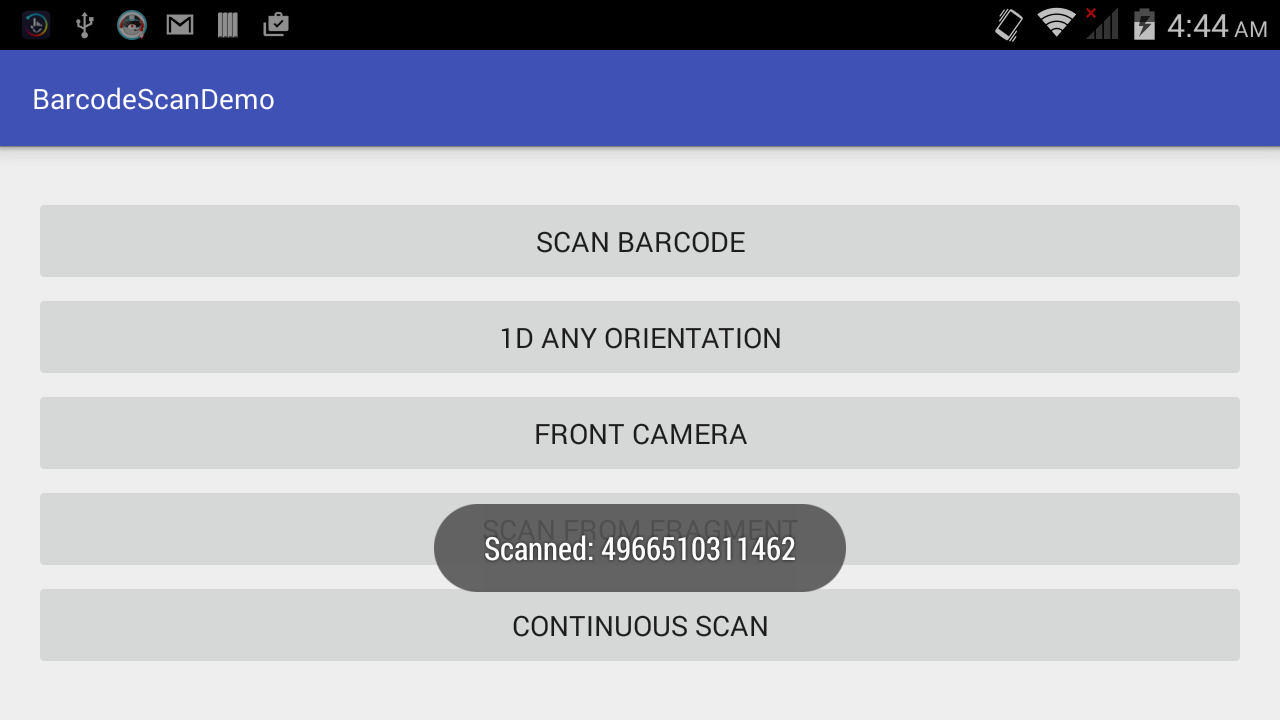 4:44 AM
BarcodeScanDemo
SCAN BARCODE
1D ANY ORIENTATION
FRONT CAMERA
SCAN FROM FRAGMENT
Scanned: 4966510311462
CONTINUOUS SCAN